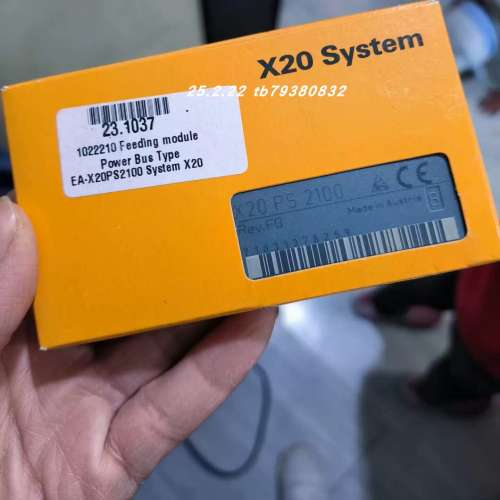 X20 System
25.2.22 tb79380832
23.1037
1022210 Feeding module
Power Bus Type
EA-X20PS2100 System X20
X20 PS 2100
CE
Rev.F0
Made in Austria